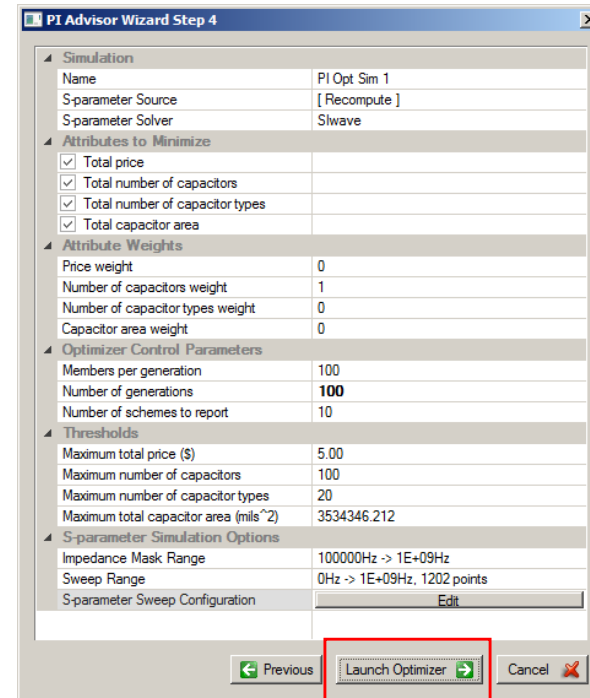 PI Advisor Wizard Step 4
Simulation
Name PI Opt Sim 1
S-parameter Source [ Recompute ]
S-parameter Solver SIwave
Attributes to Minimize
Total price
Total number of capacitors
Total number of capacitor types
Total capacitor area
Attribute Weights
Price weight 0
Number of capacitors weight 1
Number of capacitor types weight 0
Capacitor area weight 0
Optimizer Control Parameters
Members per generation 100
Number of generations 100
Number of schemes to report 10
Thresholds
Maximum total price ($) 5.00
Maximum number of capacitors 100
Maximum number of capacitor types 20
Maximum total capacitor area (mils^2) 3534346.212
S-parameter Simulation Options
Impedance Mask Range 100000Hz -> 1E+09Hz
Sweep Range 0Hz -> 1E+09Hz, 1202 points
S-parameter Sweep Configuration Edit
Previous Launch Optimizer Cancel